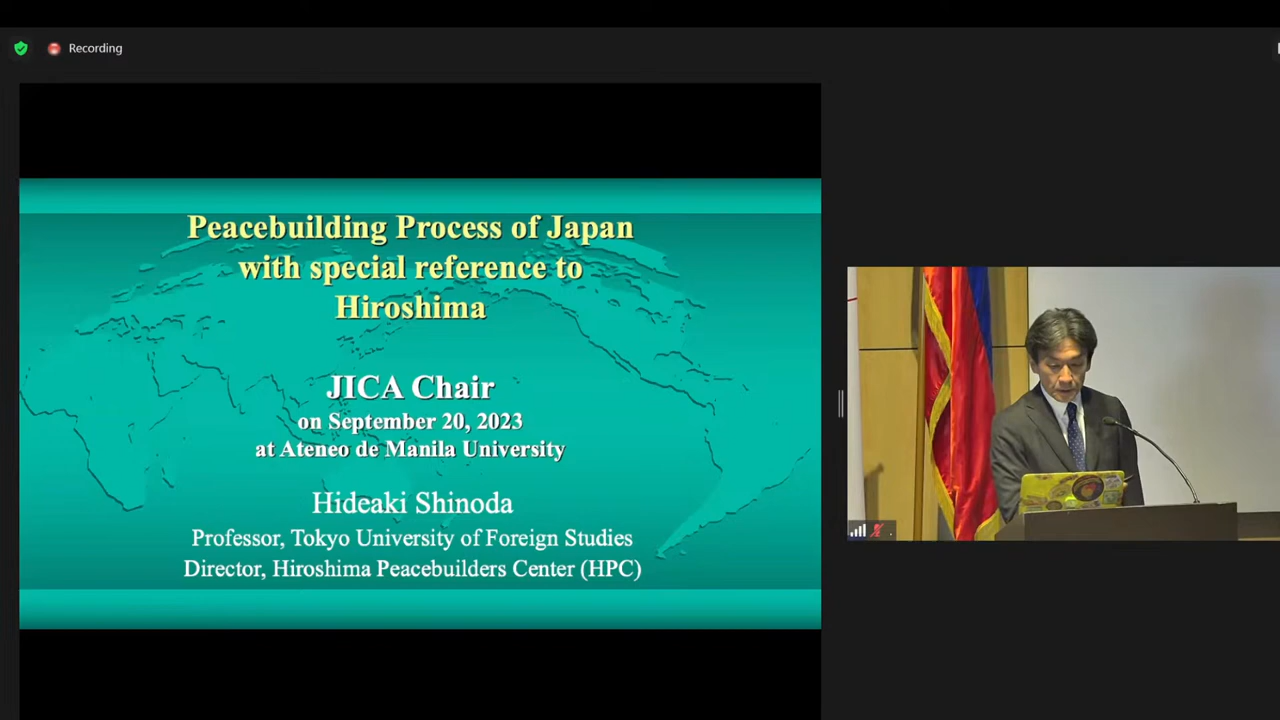 Recording
Peacebuilding Process of Japan
with special reference to
Hiroshima
JICA Chair
on September 20, 2023
at Ateneo de Manila University
Hideaki Shinoda
Professor, Tokyo University of Foreign Studies
Director, Hiroshima Peacebuilders Center (HPC)